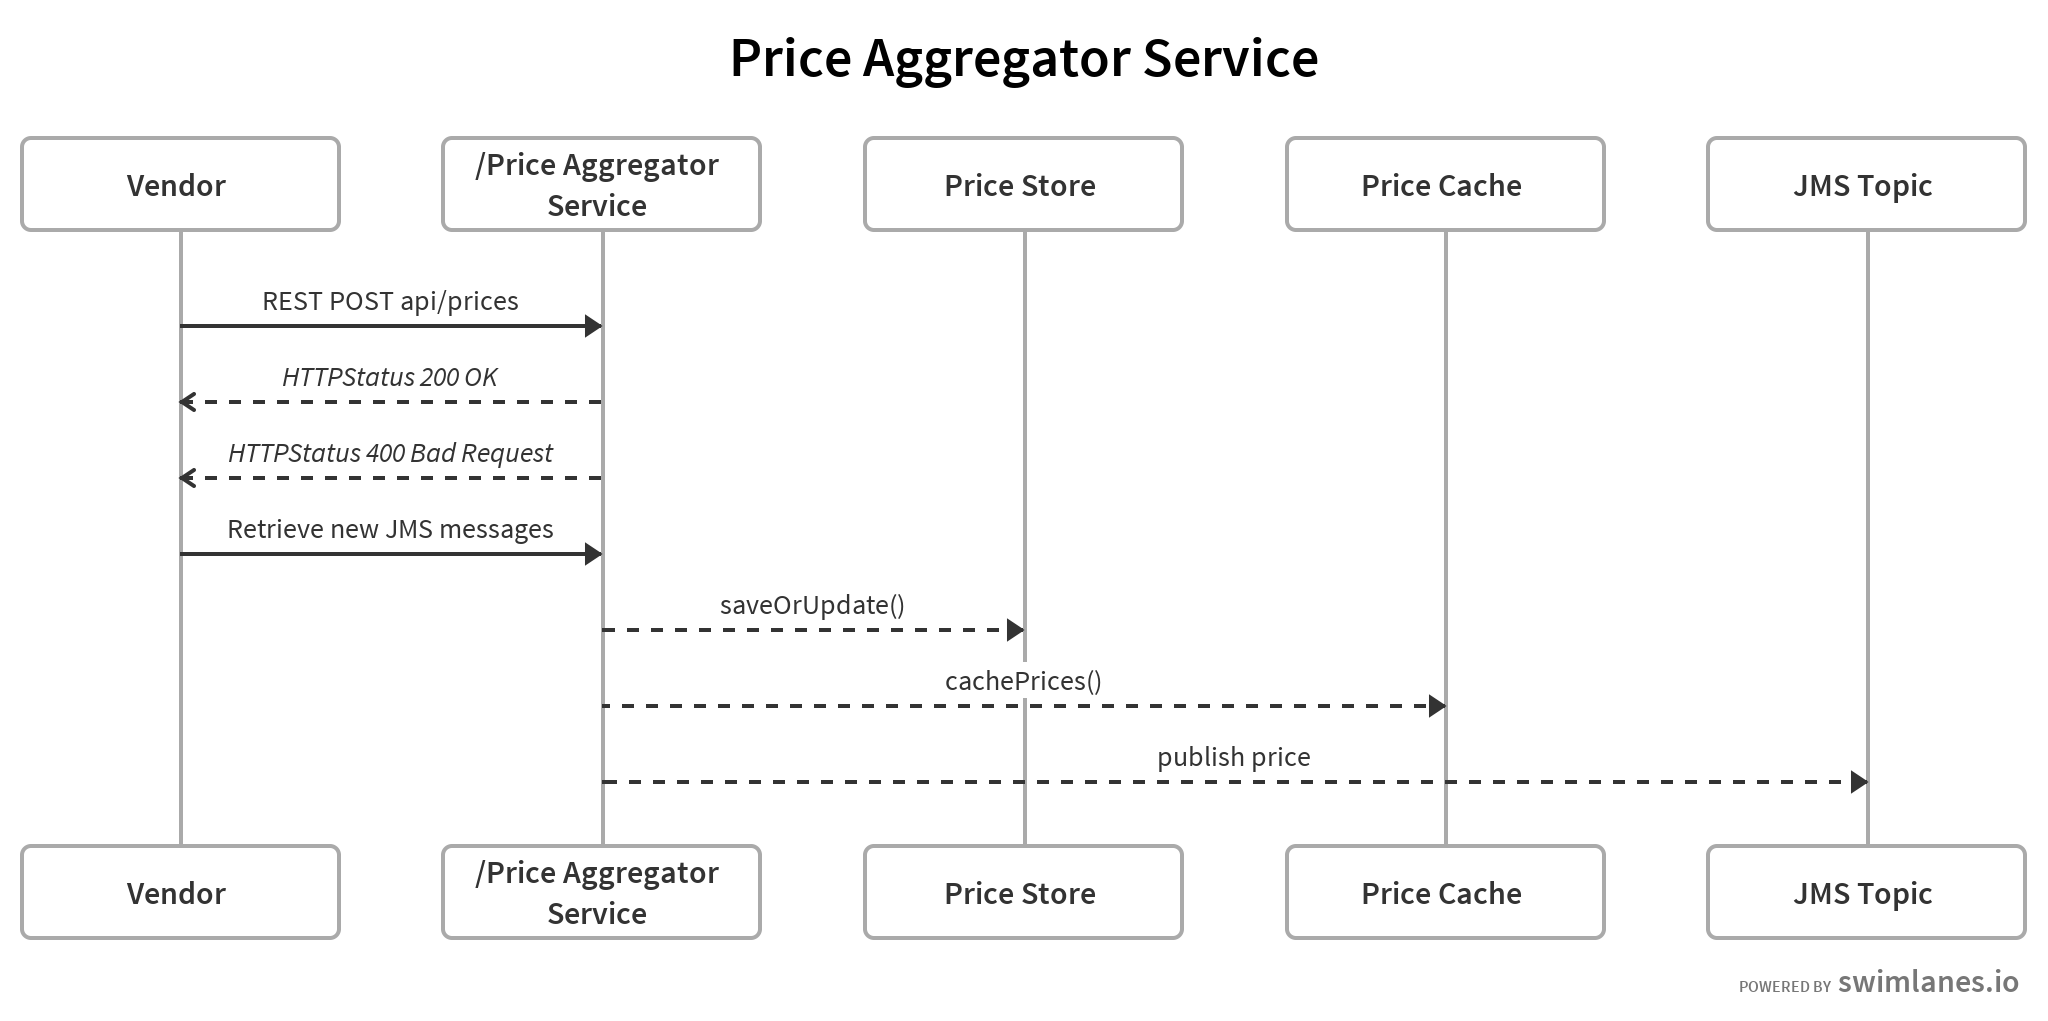 Price Aggregator Service
Vendor
/Price Aggregator
Service
Price Store
Price Cache
JMS Topic
REST POST api/prices
HTTPStatus 200 OK
HTTPStatus 400 Bad Request
Retrieve new JMS messages
saveOrUpdate()
cachePrices()
publish price
Vendor
/Price Aggregator
Service
Price Store
Price Cache
JMS Topic
POWERED BY swimlanes.io